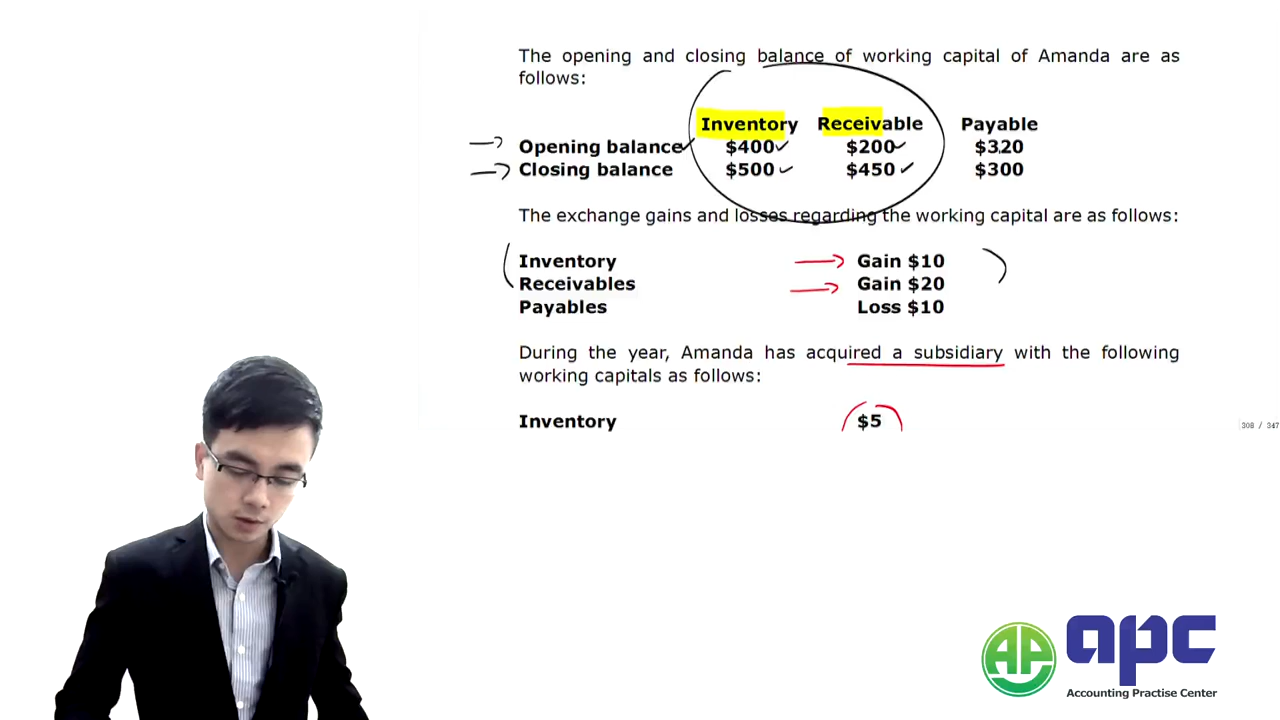 The opening and closing balance of working capital of Amanda are as
follows:
Inventory Receivable Payable
Opening balance $400 $200 $320
Closing balance $500 $450 $300
The exchange gains and losses regarding the working capital are as follows:
Inventory Gain $10
Receivables Gain $20
Payables Loss $10
During the year, Amanda has acquired a subsidiary with the following
working capitals as follows:
Inventory $5
308 / 347
AP
apc
Accounting Practise Center